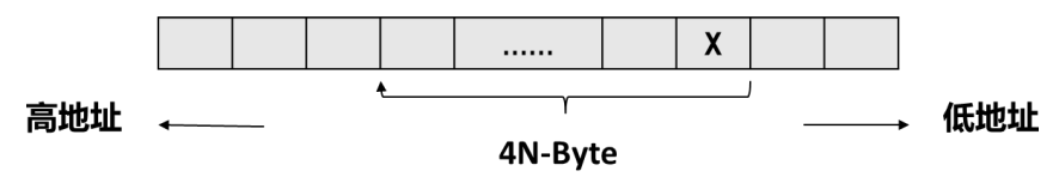 ...... X
高地址 低地址
4N-Byte